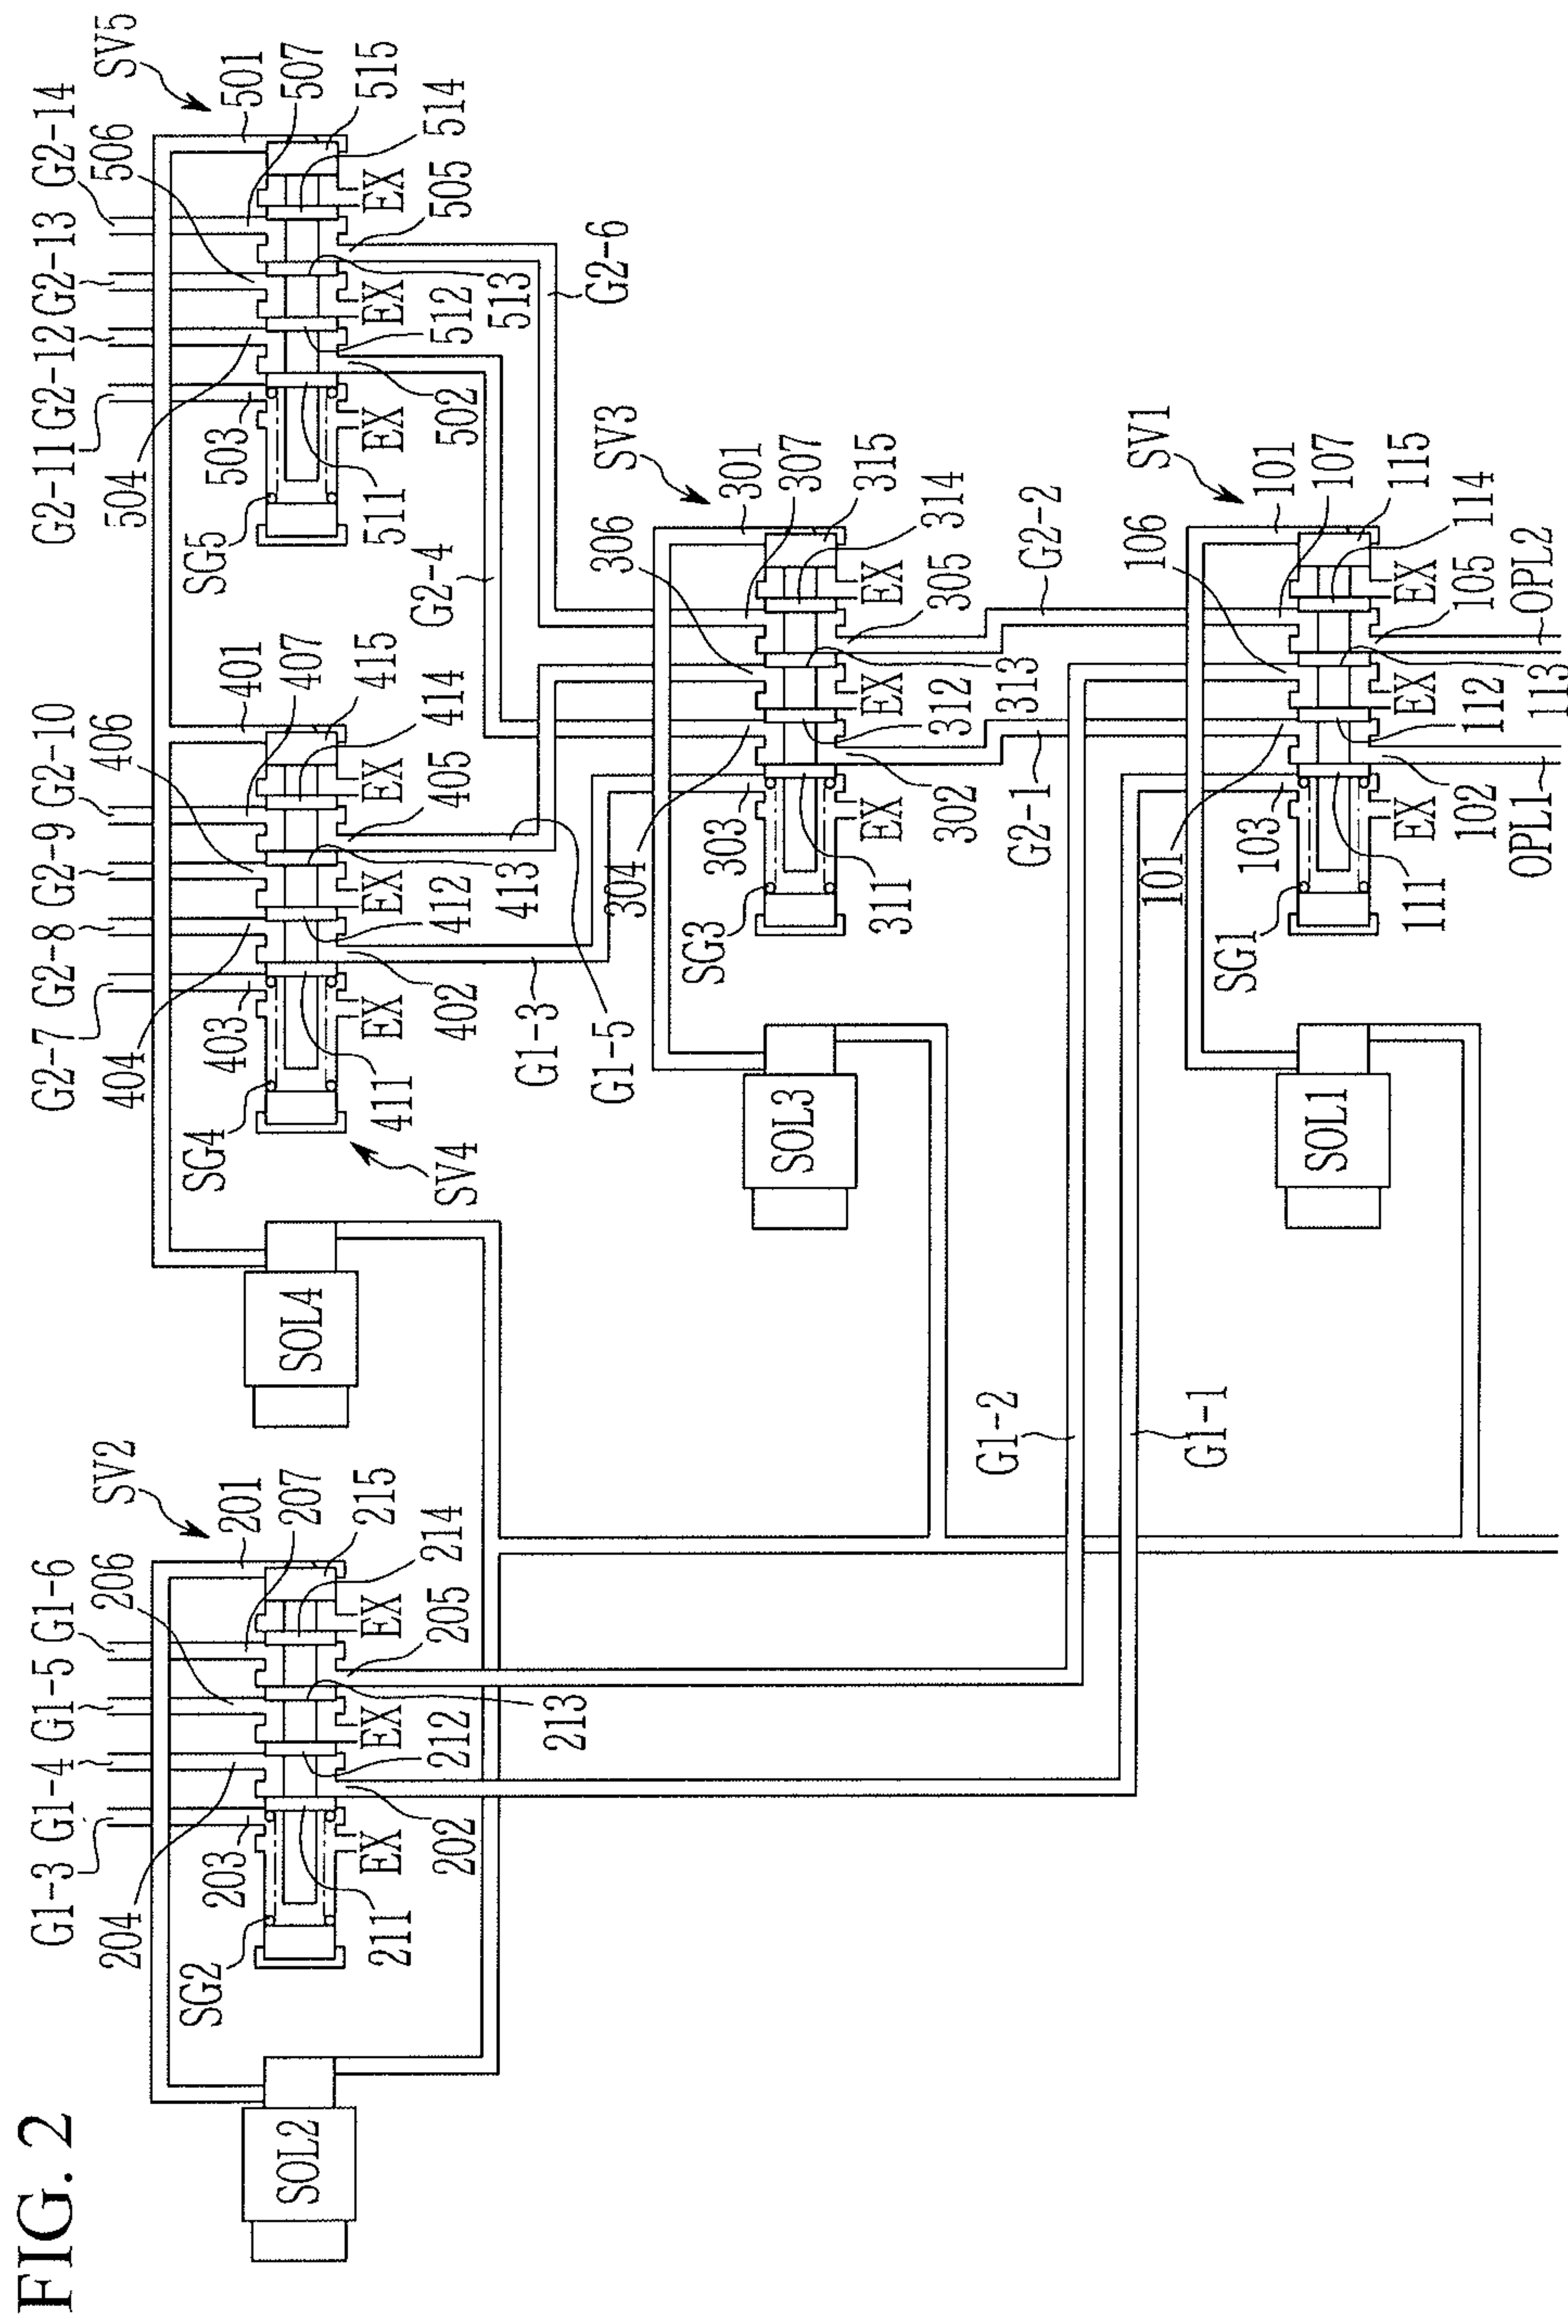 FIG. 2
SOL2
SG2
G1-3
G1-4
G1-5
G1-6
204
203
206
SV2
201
207
215
214
211
EX
202
212
EX
213
205
EX
SOL4
SG4
SV4
G2-7
G2-8
G2-9
G2-10
404
403
406
401
407
415
414
411
EX
402
412
EX
413
405
EX
G1-3
G1-5
SG5
G2-11
G2-12
G2-13
G2-14
504
503
506
SV5
501
507
515
514
511
EX
502
512
EX
513
505
EX
G2-4
G2-6
SOL3
SG3
304
303
306
SV3
301
307
315
314
311
EX
302
312
EX
313
305
EX
G2-1
G2-2
G1-2
G1-1
SOL1
SG1
101
103
106
SV1
101
107
115
114
111
EX
102
112
EX
113
105
EX
OPL1
OPL2